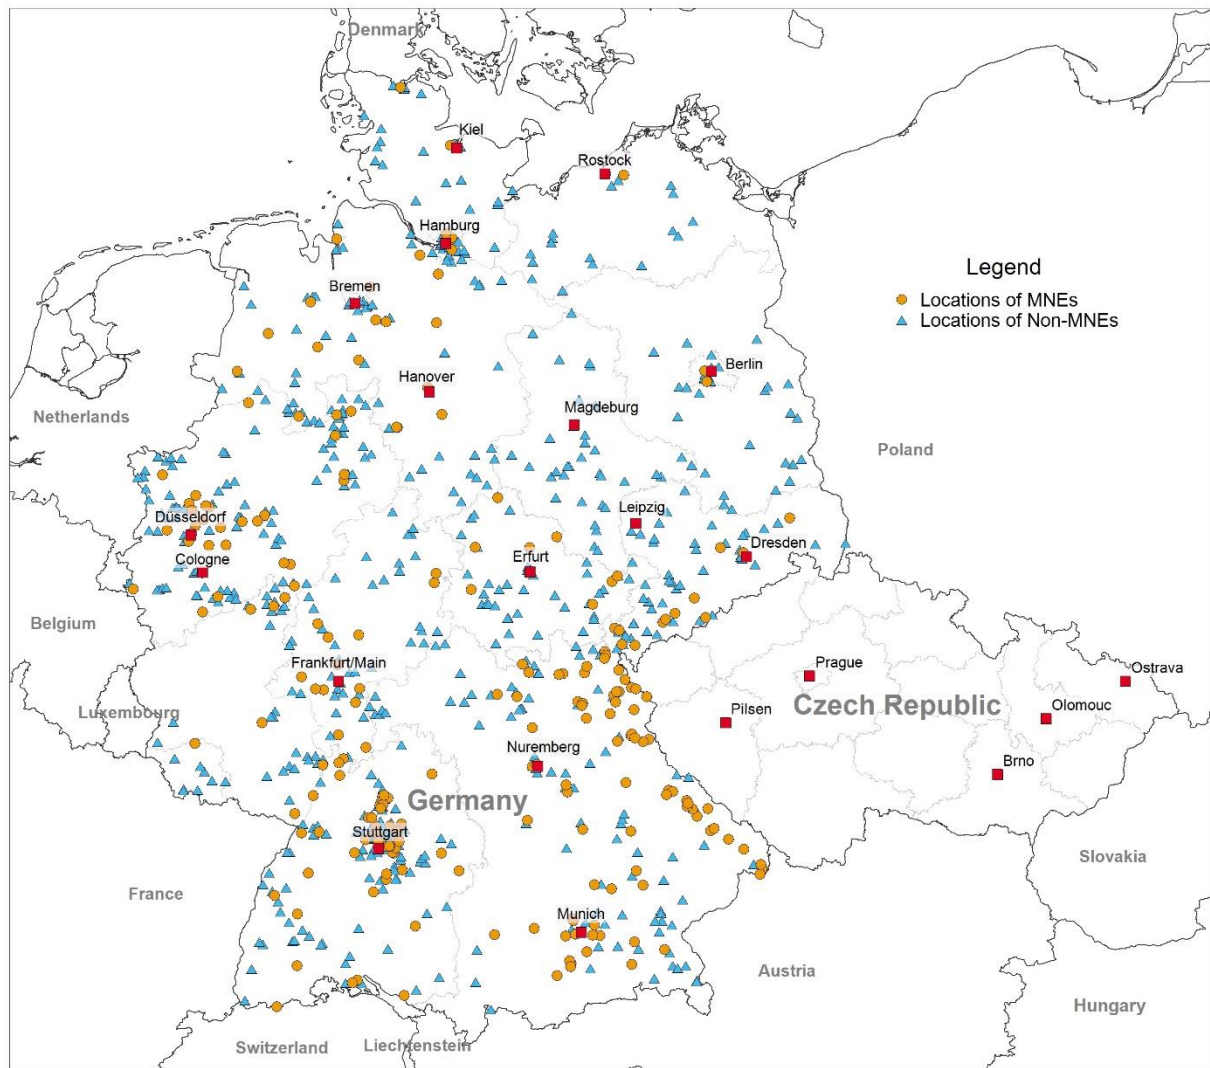 Denmark
Kiel
Rostock
Hamburg
Legend
Bremen
Locations of MNEs
Locations of Non-MNEs
Berlin
Hanover
Netherlands
Magdeburg
Poland
Leipzig
Düsseldorf
Dresden
Cologne
Erfurt
Belgium
Frankfurt/Main
Prague
Ostrava
Luxembourg
Pilsen
Czech Republic
Olomouc
Nuremberg
Brno
Germany
Stuttgart
Slovakia
France
Munich
Austria
Hungary
Switzerland
Liechtenstein